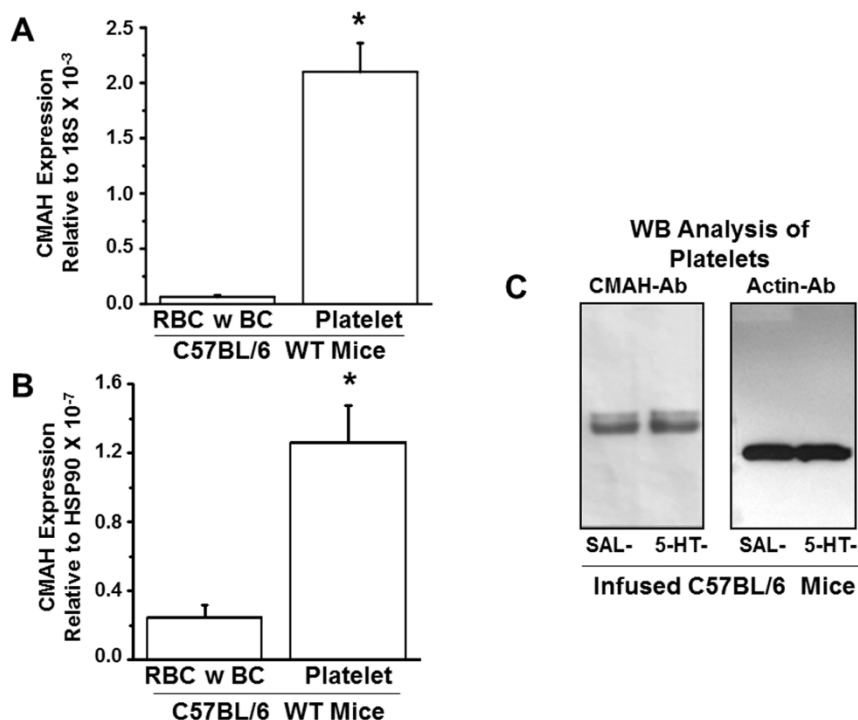 A
CMAH Expression
Relative to 18S X 10-3
2.5
2.0
1.5
1.0
0.5
0.0
*
RBC w BC Platelet
C57BL/6 WT Mice
B
CMAH Expression
Relative to HSP90 X 10-7
1.6
1.2
0.8
0.4
0.0
*
RBC w BC Platelet
C57BL/6 WT Mice
WB Analysis of
Platelets
C
CMAH-Ab Actin-Ab
SAL- 5-HT- SAL- 5-HT-
Infused C57BL/6 Mice